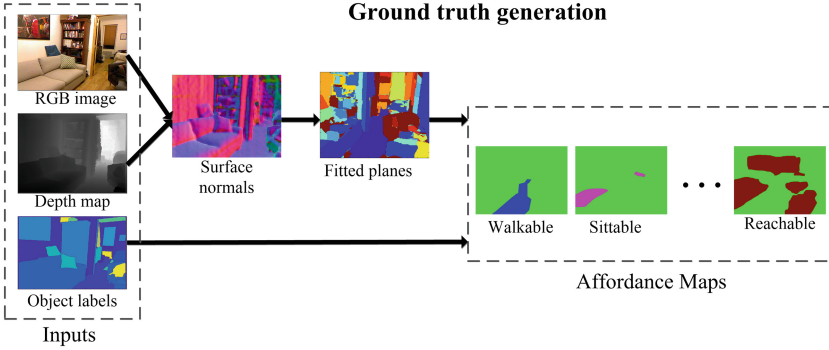 Ground truth generation
RGB image
Depth map
Object labels
Inputs
Surface
normals
Fitted planes
Walkable
Sittable
Reachable
Affordance Maps